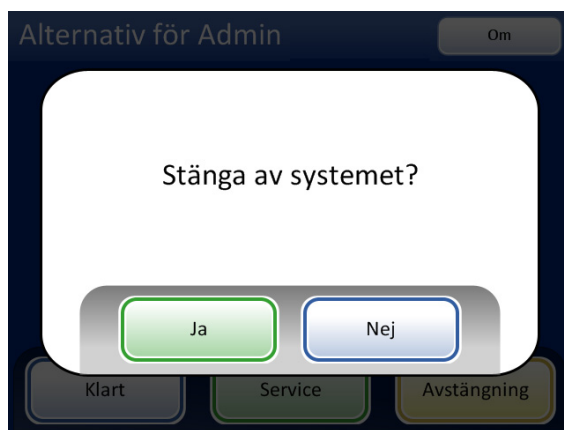 Alternativ för Admin
Om
Stänga av systemet?
Ja
Nej
Klart
Service
Avstängning